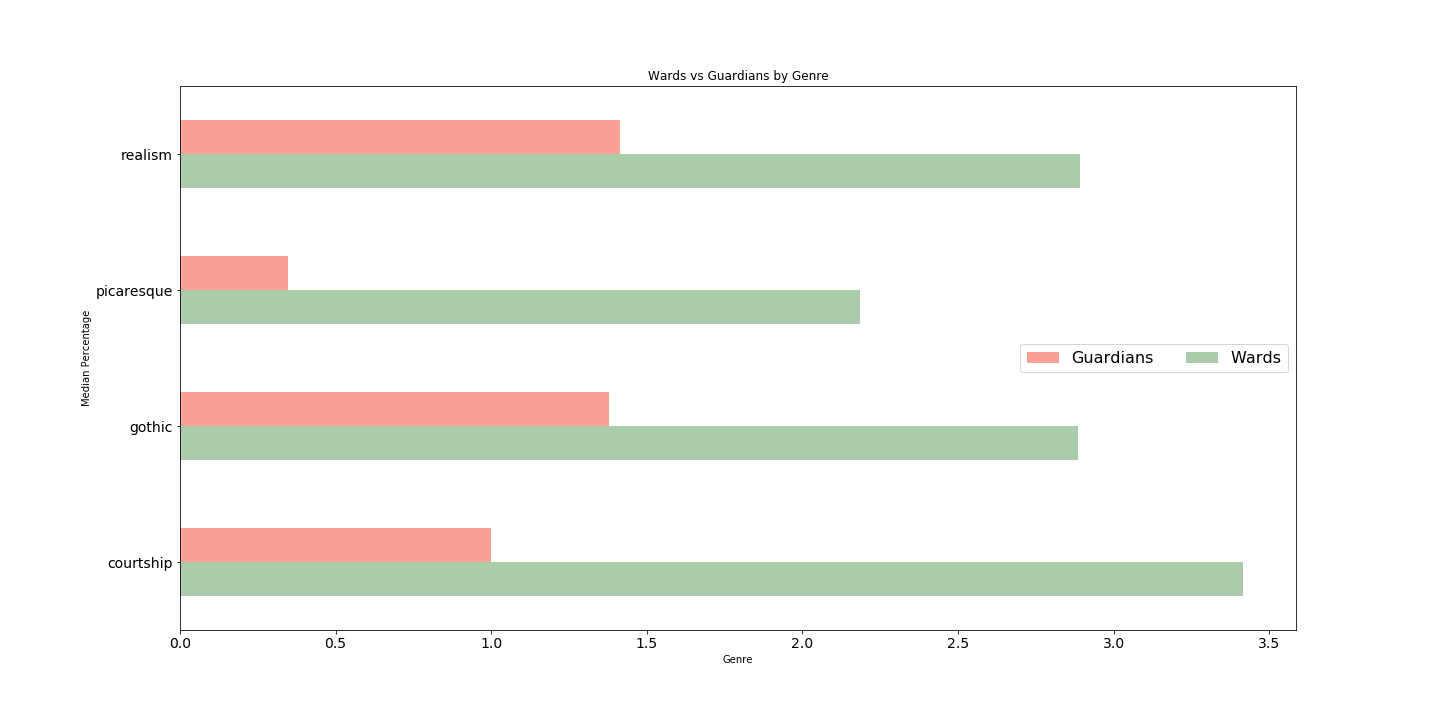 Wards vs Guardians by Genre
realism
picaresque
gothic
courtship
Median Percentage
Guardians Wards
0.0 0.5 1.0 1.5 2.0 2.5 3.0 3.5
Genre